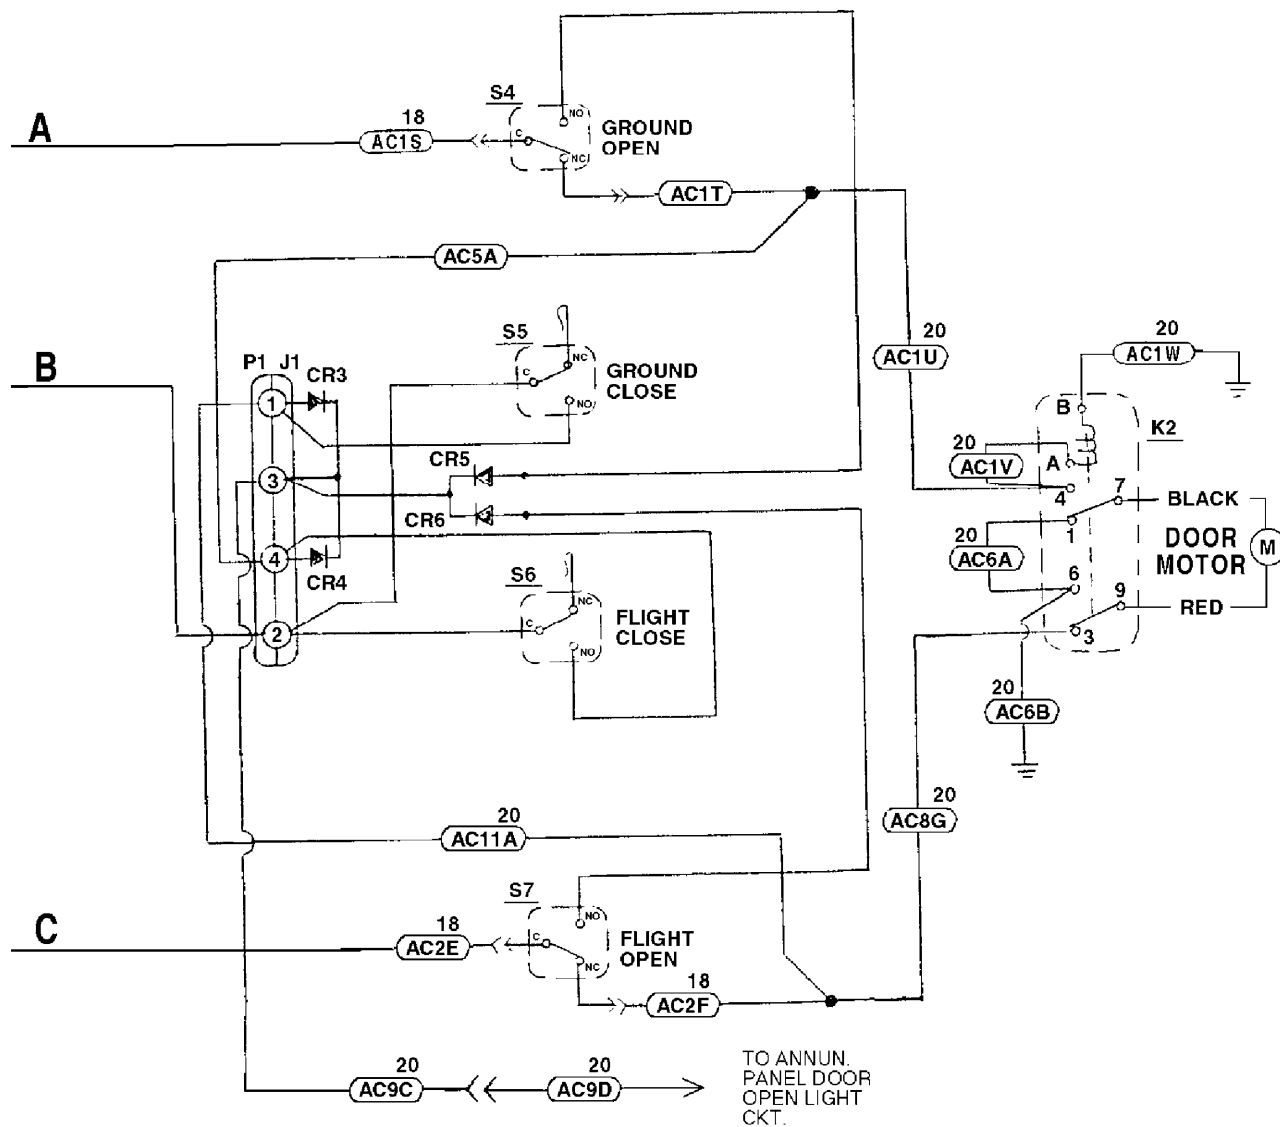 A
18
AC1S
S4
NO
C
NC
GROUND
OPEN
AC1T
AC5A
B
P1 J1
CR3
1
3
4
2
CR4
S5
NC
C
NO
GROUND
CLOSE
CR5
CR6
S6
NC
C
NO
FLIGHT
CLOSE
20
AC1U
20
AC1W
B
K2
20
AC1V
A
4
7
BLACK
1
20
AC6A
DOOR
MOTOR
M
6
9
RED
3
20
AC6B
20
AC8G
20
AC11A
C
18
AC2E
S7
NO
C
NC
FLIGHT
OPEN
18
AC2F
20
AC9C
20
AC9D
TO ANNUN.
PANEL DOOR
OPEN LIGHT
CKT.